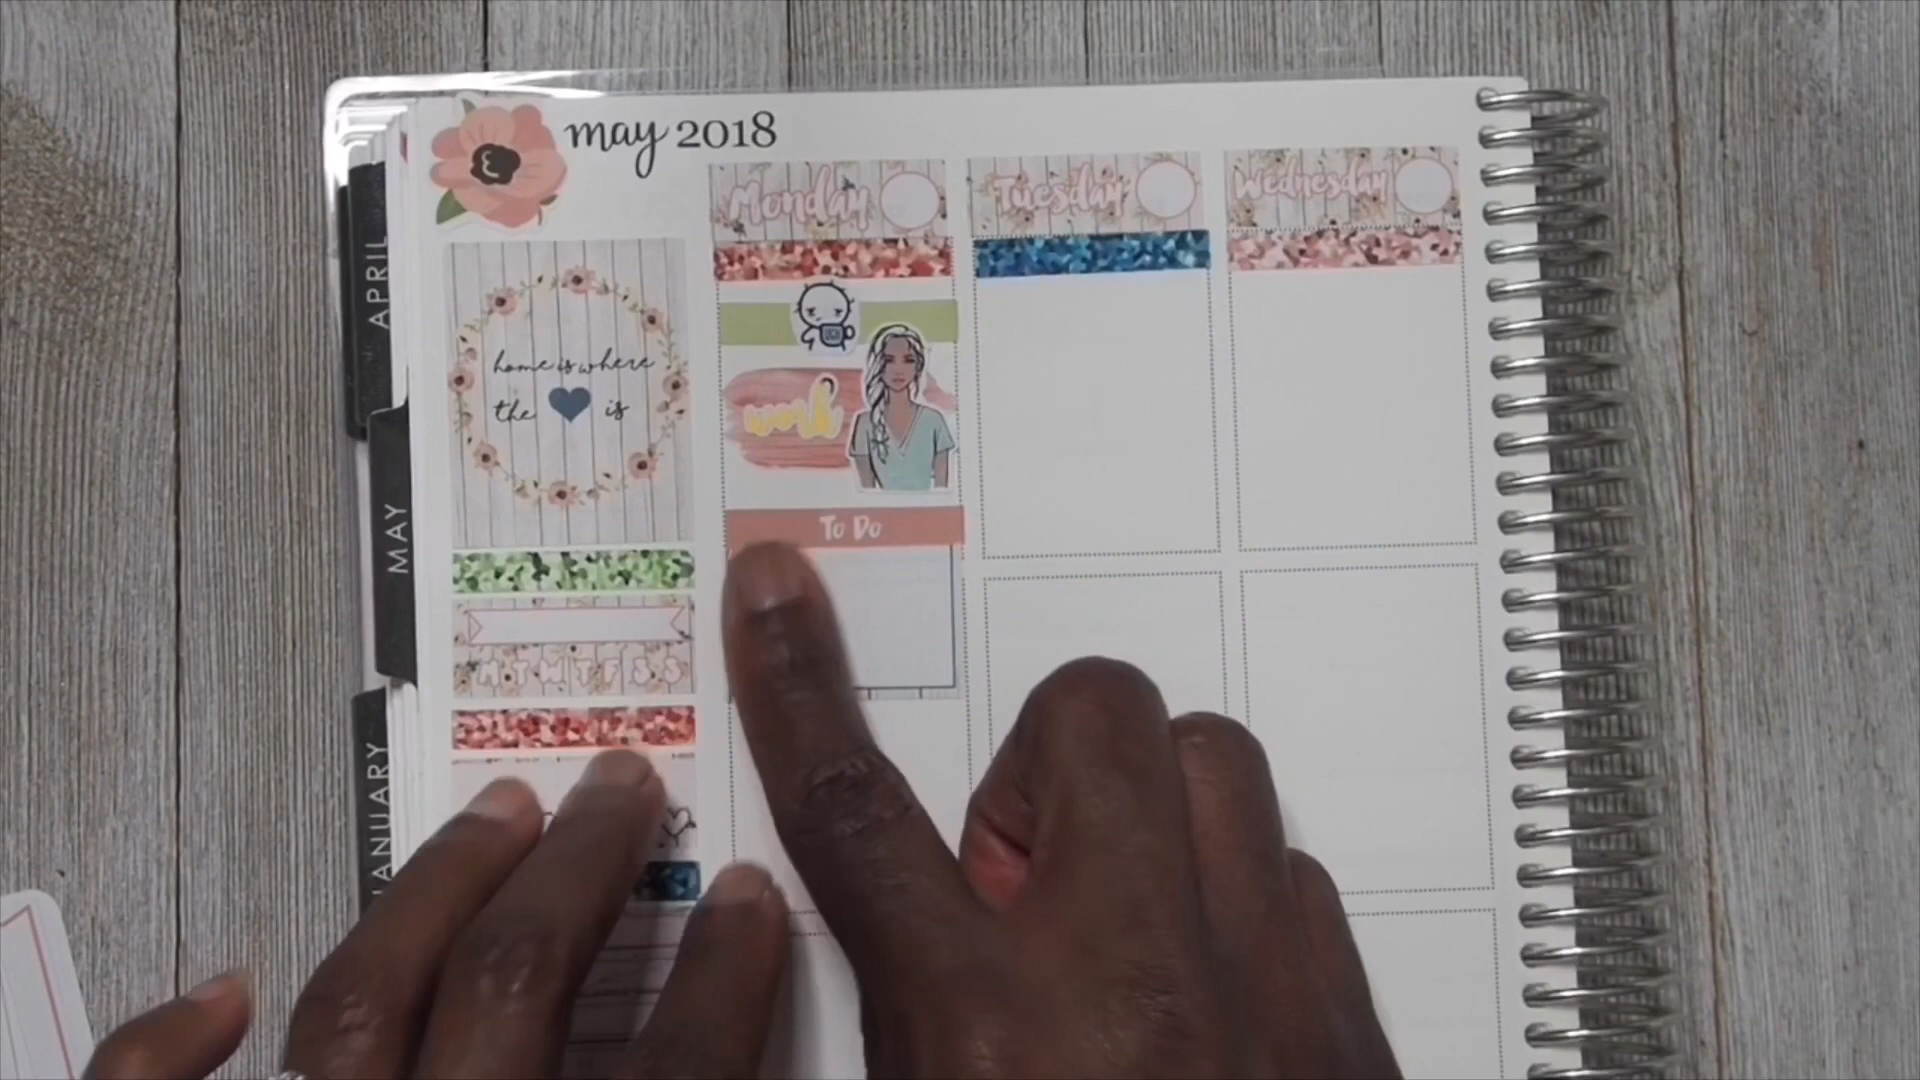 may 2018
Monday
Tuesday
Wednesday
home is where
the is
work
To Do
M T W T F S S
APRIL
MAY
JANUARY